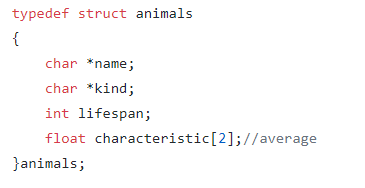 typedef struct animals
{
    char *name;
    char *kind;
    int lifespan;
    float characteristic[2];//average
}animals;